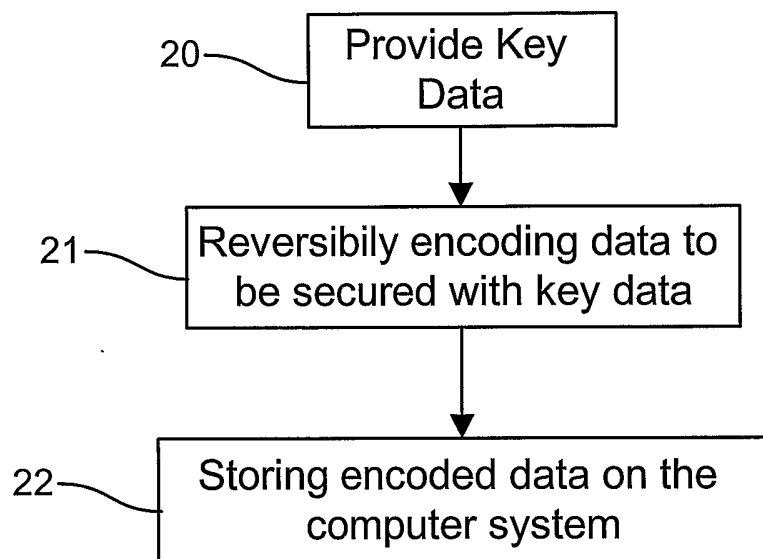 20
Provide Key
Data
21
Reversibily encoding data to
be secured with key data
22
Storing encoded data on the
computer system